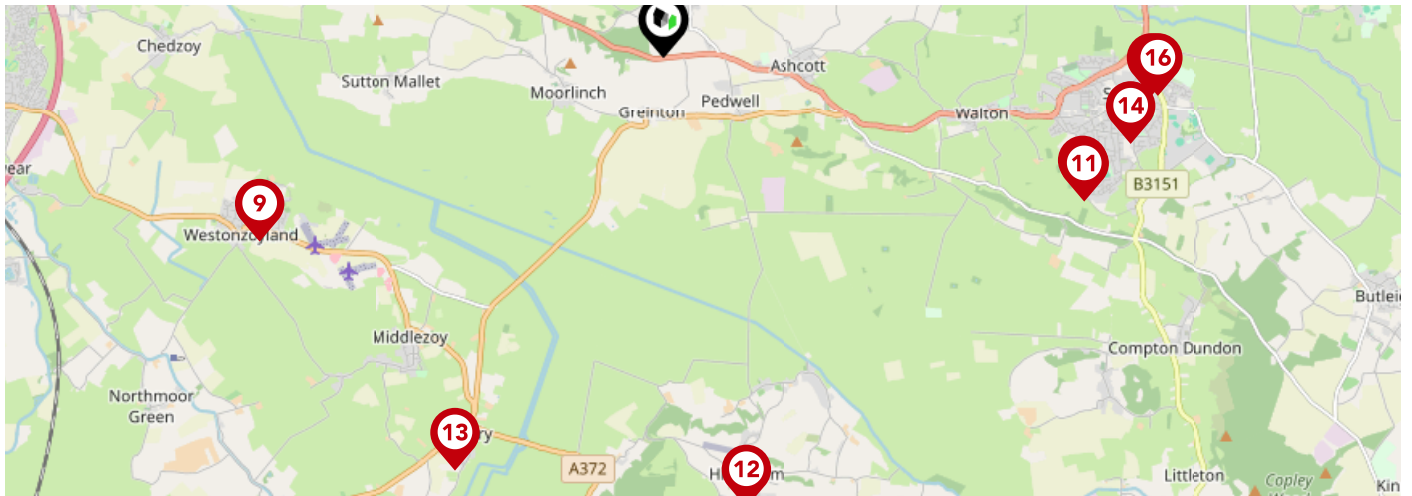 Chedzoy
Sutton Mallet
Moorlinch
Ashcott
Pedwell
Greinton
Walton
16
14
11
B3151
9
Westonzoyland
Middlezoy
Compton Dundon
Northmoor
Green
13
A372
12
Littleton
Copley